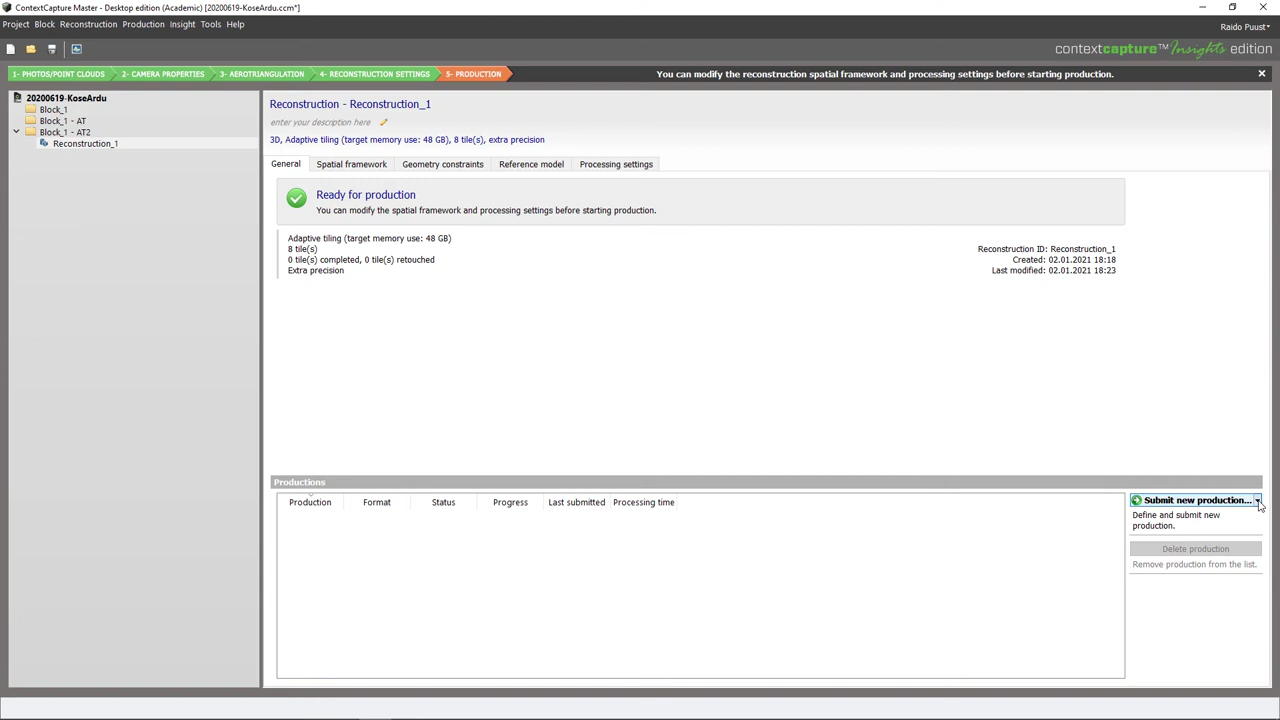 ContextCapture Master - Desktop edition (Academic) [20200619-KoseArdu.ccm*]
Project Block Reconstruction Production Insight Tools Help
Raido Puust
contextcapture™ Insights edition
1- PHOTOS/POINT CLOUDS 2- CAMERA PROPERTIES 3- AEROTRIANGULATION 4- RECONSTRUCTION SETTINGS 5- PRODUCTION You can modify the reconstruction spatial framework and processing settings before starting production.
20200619-KoseArdu
Block_1
Block_1 - AT
Block_1 - AT2
Reconstruction_1
Reconstruction - Reconstruction_1
enter your description here
3D, Adaptive tiling (target memory use: 48 GB), 8 tile(s), extra precision
General Spatial framework Geometry constraints Reference model Processing settings
Ready for production
You can modify the spatial framework and processing settings before starting production.
Adaptive tiling (target memory use: 48 GB)
8 tile(s)
0 tile(s) completed, 0 tile(s) retouched
Extra precision
Reconstruction ID: Reconstruction_1
Created: 02.01.2021 18:18
Last modified: 02.01.2021 18:23
Productions
Production Format Status Progress Last submitted Processing time
Submit new production...
Define and submit new
production.
Delete production
Remove production from the list.